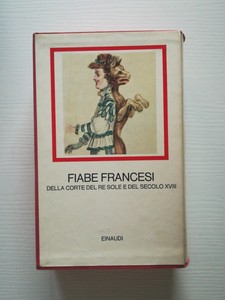 FIABE FRANCESI
DELLA CORTE DEL RE SOLE E DEL SECOLO XVIII
EINAUDI